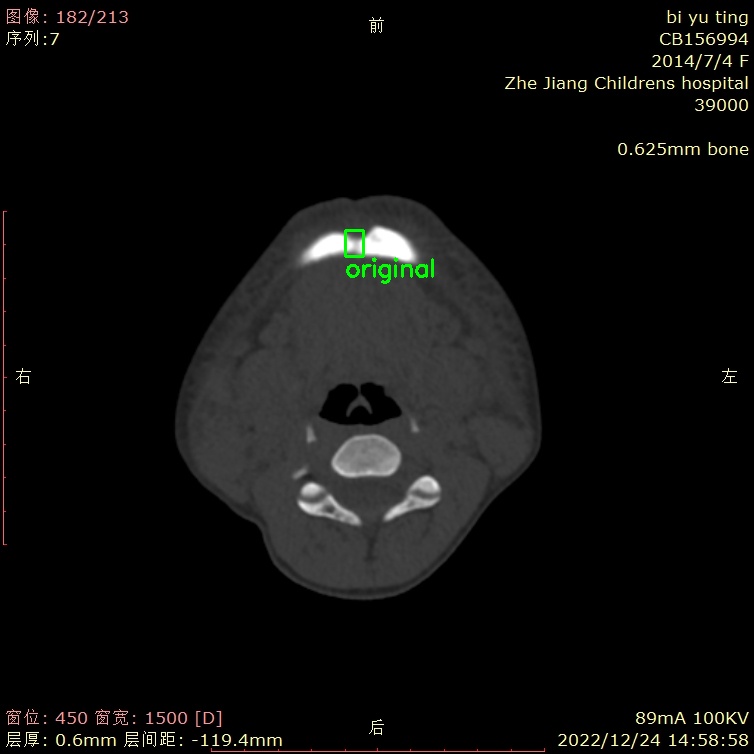 图像: 182/213
序列:7
前
bi yu ting
CB156994
2014/7/4 F
Zhe Jiang Childrens hospital
39000
0.625mm bone
original
右
左
窗位: 450 窗宽: 1500 [D]
层厚: 0.6mm 层间距: -119.4mm
后
89mA 100KV
2022/12/24 14:58:58